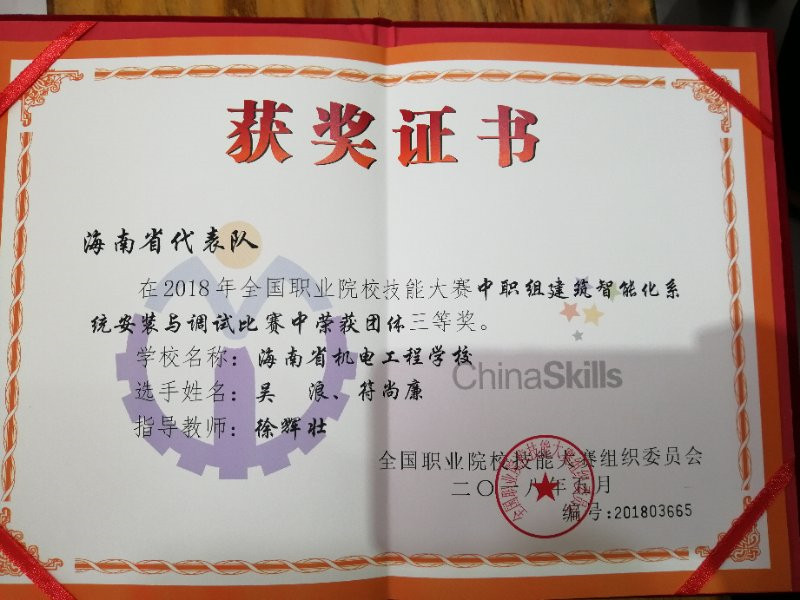 获奖证书
海南省代表队
在2018年全国职业院校技能大赛中职组建筑智能化系
统安装与调试比赛中荣获团体三等奖。
学校名称：海南省机电工程学校
选手姓名：吴 浪、符尚廉
指导教师：徐辉壮
ChinaSkills
全国职业院校技能大赛组织委员会
二〇一八年五月
编号:201803665